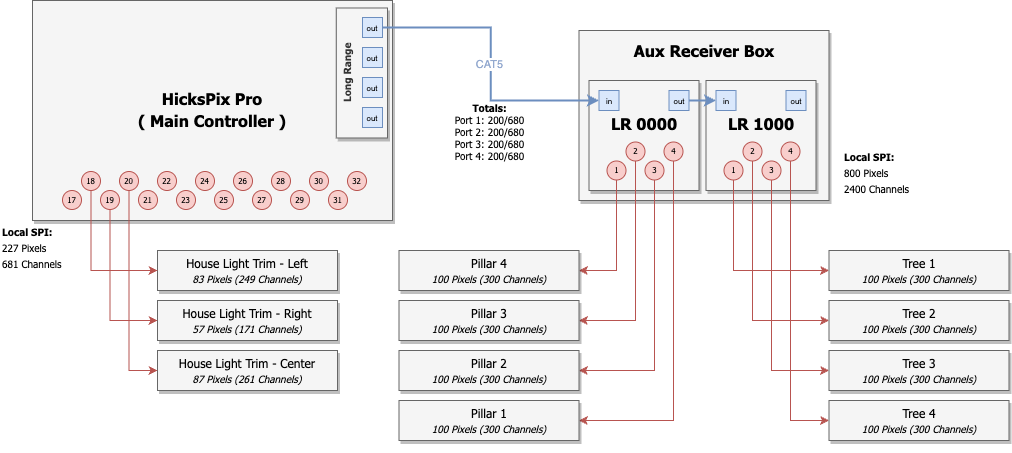 HicksPix Pro
( Main Controller )
Long Range
out
out
out
out
18
20
22
24
26
28
30
32
17
19
21
23
25
27
29
31
Local SPI:
227 Pixels
681 Channels
House Light Trim - Left
83 Pixels (249 Channels)
House Light Trim - Right
57 Pixels (171 Channels)
House Light Trim - Center
87 Pixels (261 Channels)
CAT5
Totals:
Port 1: 200/680
Port 2: 200/680
Port 3: 200/680
Port 4: 200/680
Aux Receiver Box
in
out
LR 0000
2
4
1
3
in
out
LR 1000
2
4
1
3
Local SPI:
800 Pixels
2400 Channels
Pillar 4
100 Pixels (300 Channels)
Pillar 3
100 Pixels (300 Channels)
Pillar 2
100 Pixels (300 Channels)
Pillar 1
100 Pixels (300 Channels)
Tree 1
100 Pixels (300 Channels)
Tree 2
100 Pixels (300 Channels)
Tree 3
100 Pixels (300 Channels)
Tree 4
100 Pixels (300 Channels)